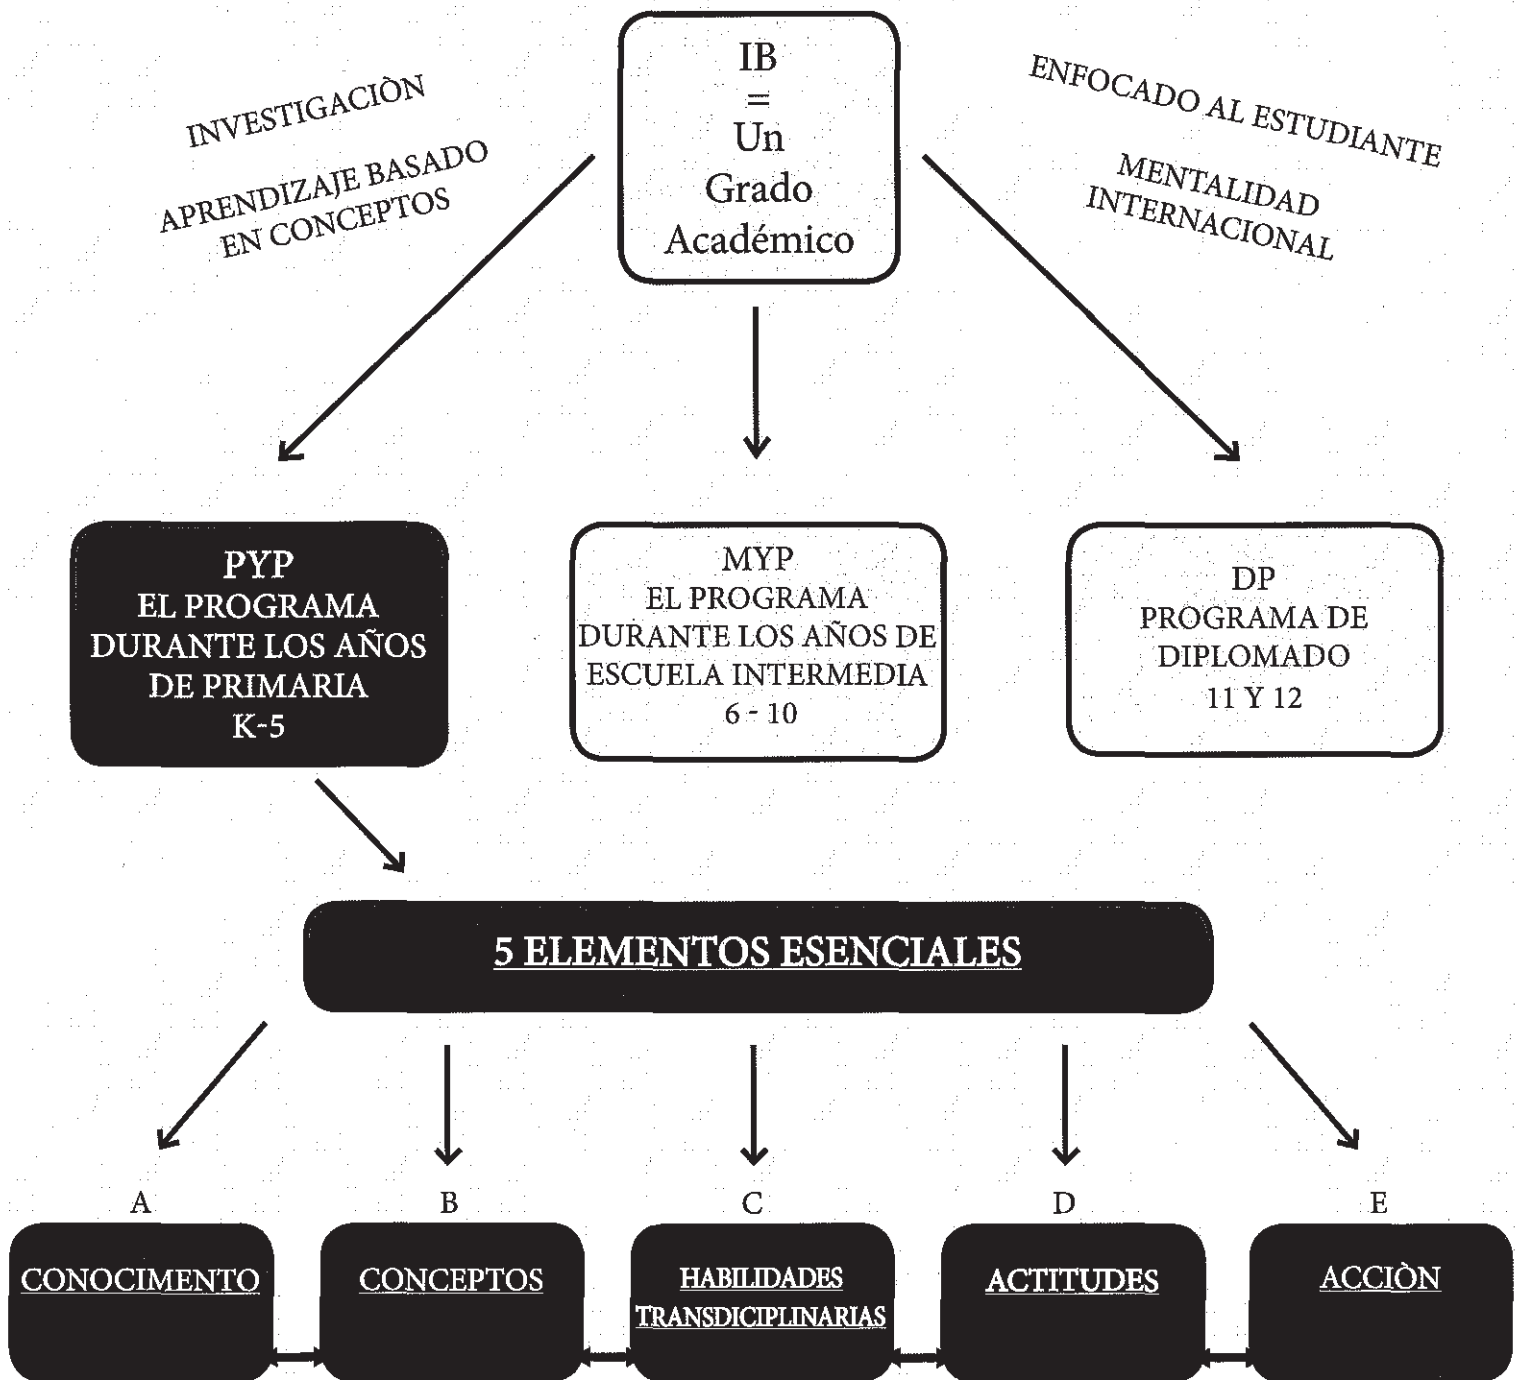 IB
=
Un
Grado
Académico
INVESTIGACIÒN
APRENDIZAJE BASADO
EN CONCEPTOS
ENFOCADO AL ESTUDIANTE
MENTALIDAD
INTERNACIONAL
PYP
EL PROGRAMA
DURANTE LOS AÑOS
DE PRIMARIA
K-5
MYP
EL PROGRAMA
DURANTE LOS AÑOS DE
ESCUELA INTERMEDIA
6 - 10
DP
PROGRAMA DE
DIPLOMADO
11 Y 12
5 ELEMENTOS ESENCIALES
A
CONOCIMENTO
B
CONCEPTOS
C
HABILIDADES
TRANSDICIPLINARIAS
D
ACTITUDES
E
ACCIÒN